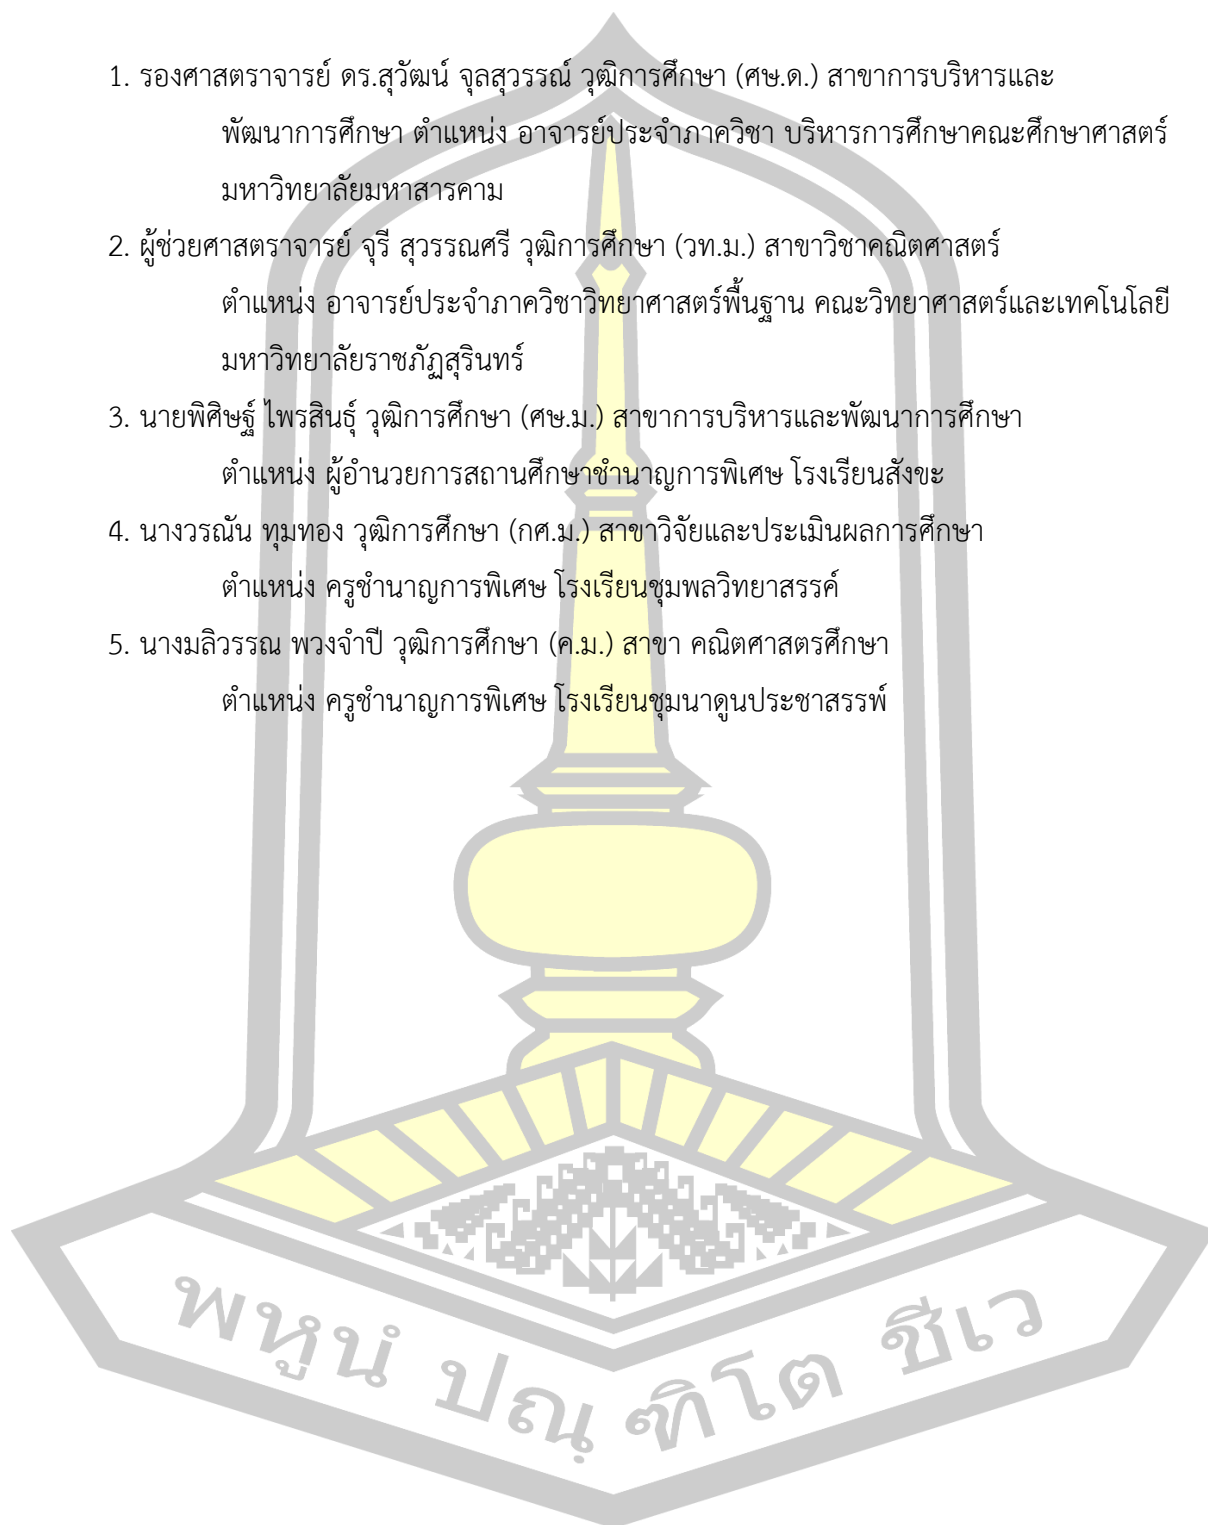 1. รองศาสตราจารย์ ดร.สุวัฒน์ จุลสุวรรณ์ วุฒิการศึกษา (ศษ.ด.) สาขาการบริหารและ
พัฒนาการศึกษา ตำแหน่ง อาจารย์ประจำภาควิชา บริหารการศึกษาคณะศึกษาศาสตร์
มหาวิทยาลัยมหาสารคาม
2. ผู้ช่วยศาสตราจารย์ จุรี สุวรรณศรี วุฒิการศึกษา (วท.ม.) สาขาวิชาคณิตศาสตร์
ตำแหน่ง อาจารย์ประจำภาควิชาวิทยาศาสตร์พื้นฐาน คณะวิทยาศาสตร์และเทคโนโลยี
มหาวิทยาลัยราชภัฏสุรินทร์
3. นายพิศิษฐ์ ไพรสินธุ์ วุฒิการศึกษา (ศษ.ม.) สาขาการบริหารและพัฒนาการศึกษา
ตำแหน่ง ผู้อำนวยการสถานศึกษาชำนาญการพิเศษ โรงเรียนสังขะ
4. นางวรณัน ทุมทอง วุฒิการศึกษา (กศ.ม.) สาขาวิจัยและประเมินผลการศึกษา
ตำแหน่ง ครูชำนาญการพิเศษ โรงเรียนชุมพลวิทยาสรรค์
5. นางมลิวรรณ พวงจำปี วุฒิการศึกษา (ค.ม.) สาขา คณิตศาสตรศึกษา
ตำแหน่ง ครูชำนาญการพิเศษ โรงเรียนชุมนาดูนประชาสรรพ์
พหูนํ ปณฺฑิโต ชีเว